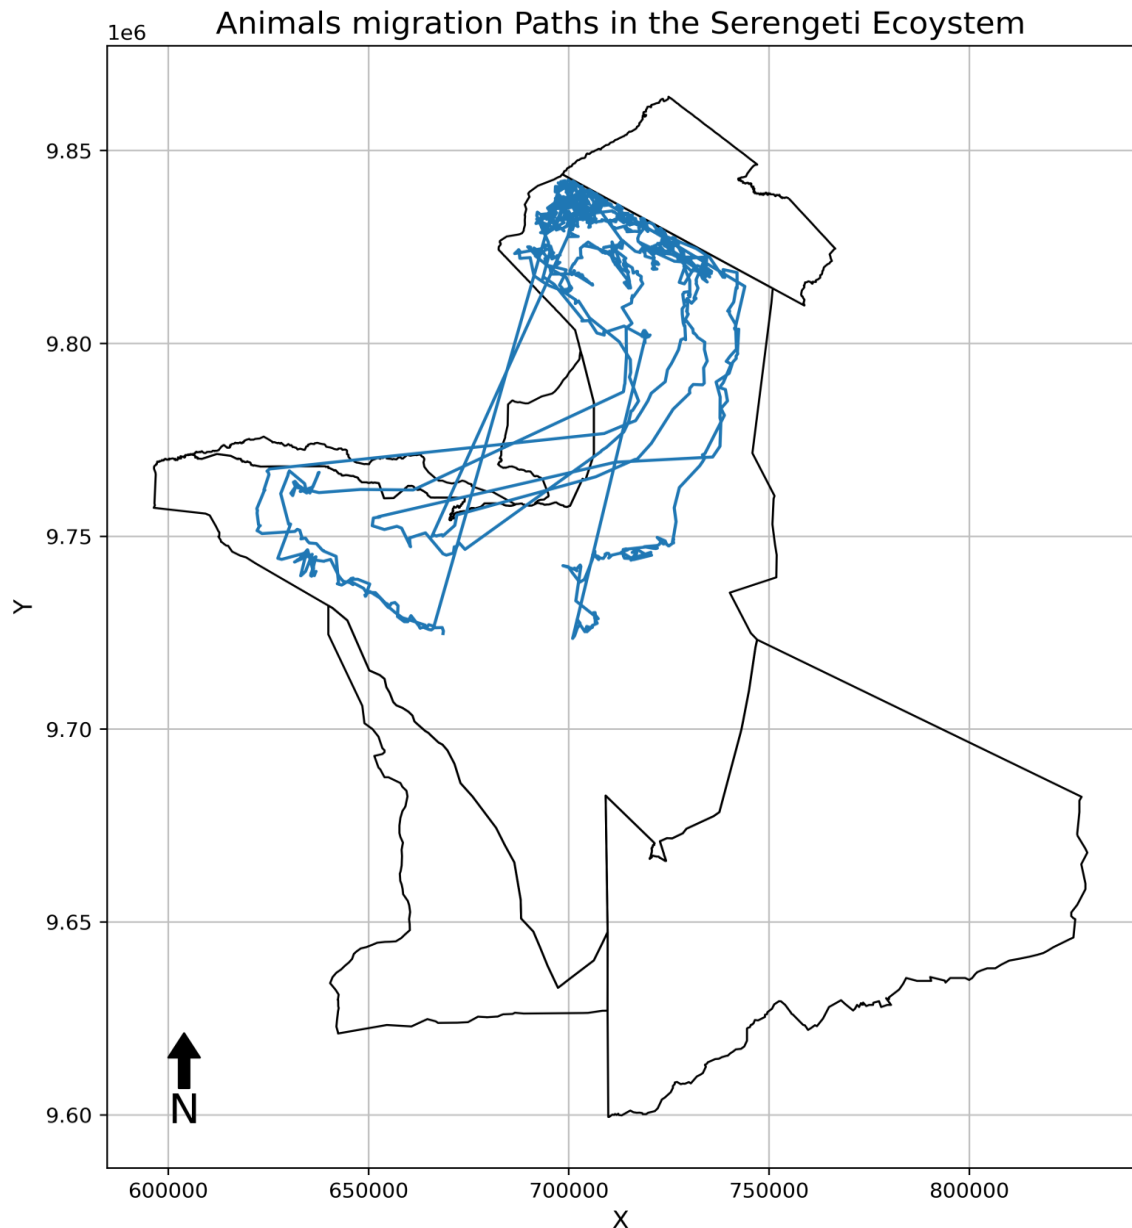 Animals migration Paths in the Serengeti Ecoystem
1e6
9.85
9.80
9.75
9.70
9.65
9.60
Y
N
600000 650000 700000 750000 800000
X